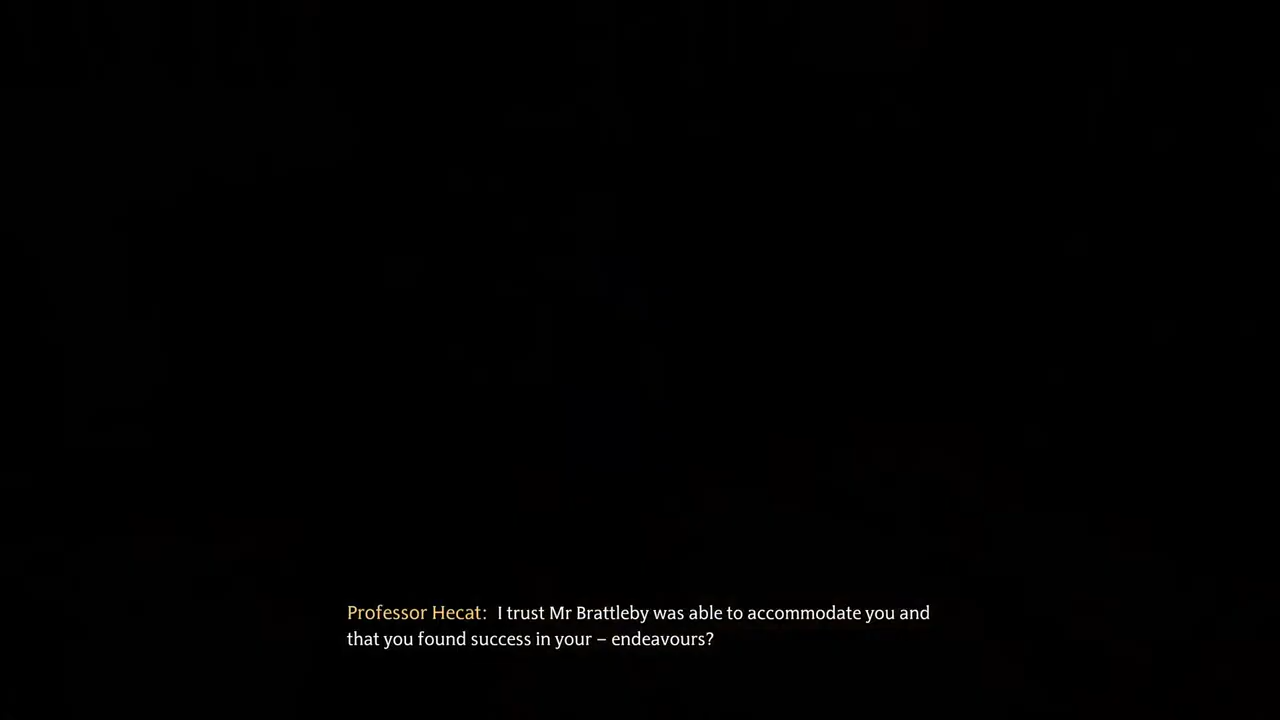 Professor Hecat: I trust Mr Brattleby was able to accommodate you and
that you found success in your – endeavours?